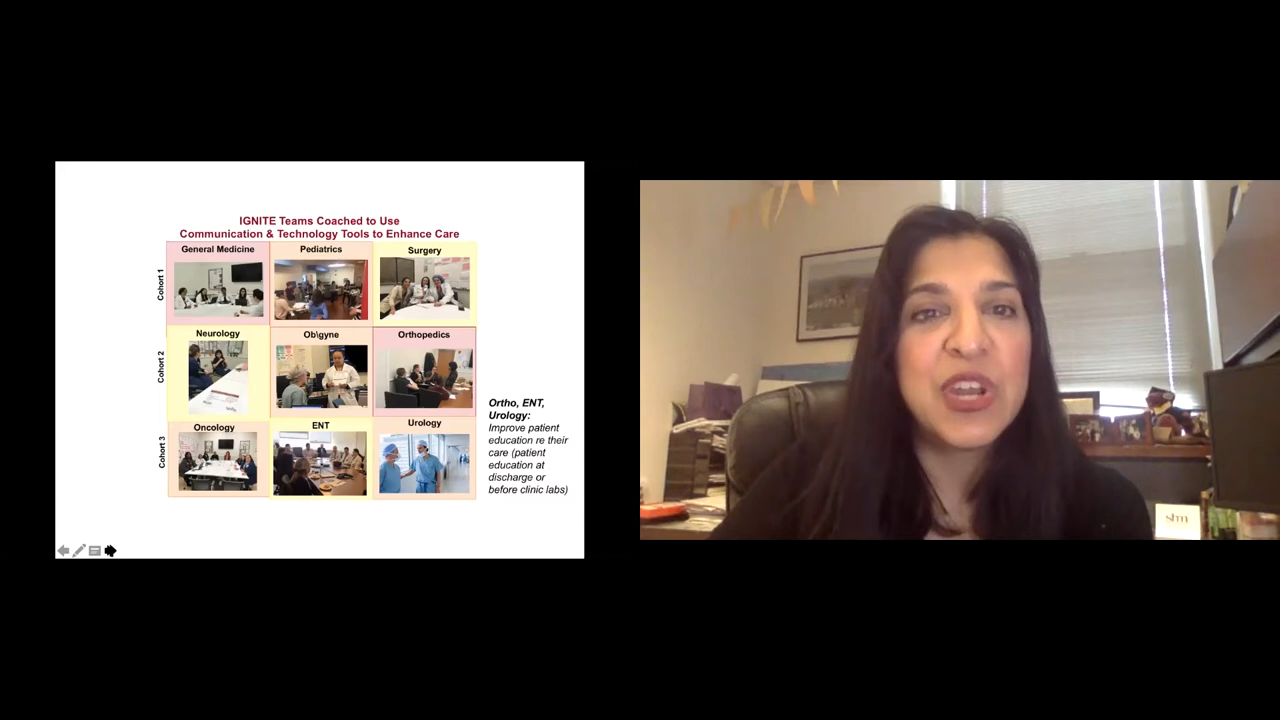 IGNITE Teams Coached to Use
Communication & Technology Tools to Enhance Care
General Medicine
Pediatrics
Surgery
Cohort 1
Neurology
Ob\gyne
Orthopedics
Cohort 2
Oncology
ENT
Urology
Cohort 3
Ortho, ENT,
Urology:
Improve patient
education re their
care (patient
education at
discharge or
before clinic labs)
shm